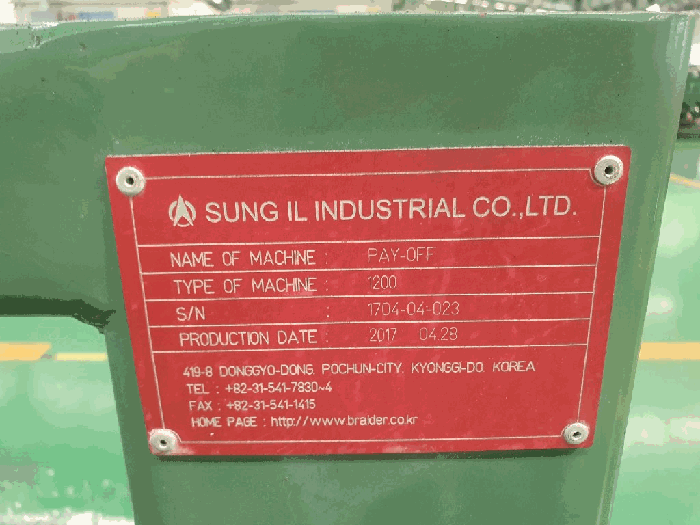 SUNG IL INDUSTRIAL CO.,LTD.
NAME OF MACHINE : PAY-OFF
TYPE OF MACHINE : 1200
S/N : 1704-04-023
PRODUCTION DATE : 2017 04.28
419-8 DONGGYO-DONG, POCHUN-CITY, KYONGGI-DO, KOREA
TEL : +82-31-541-7830~4
FAX : +82-31-541-1415
HOME PAGE : http://www.braider.co.kr